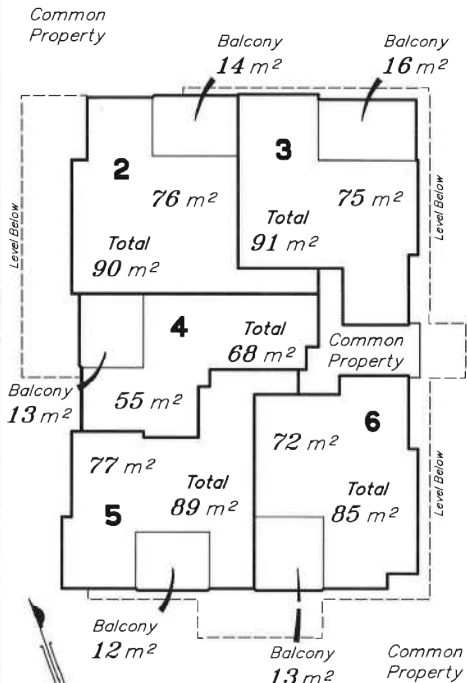 Common
Property
Balcony
14 m²
Balcony
16 m²
2
3
76 m²
75 m²
Total
90 m²
Total
91 m²
Level Below
Level Below
4
Total
68 m²
Common
Property
Balcony
13 m²
55 m²
6
72 m²
77 m²
Total
89 m²
Total
85 m²
5
Level Below
Balcony
12 m²
Balcony
13 m²
Common
Property